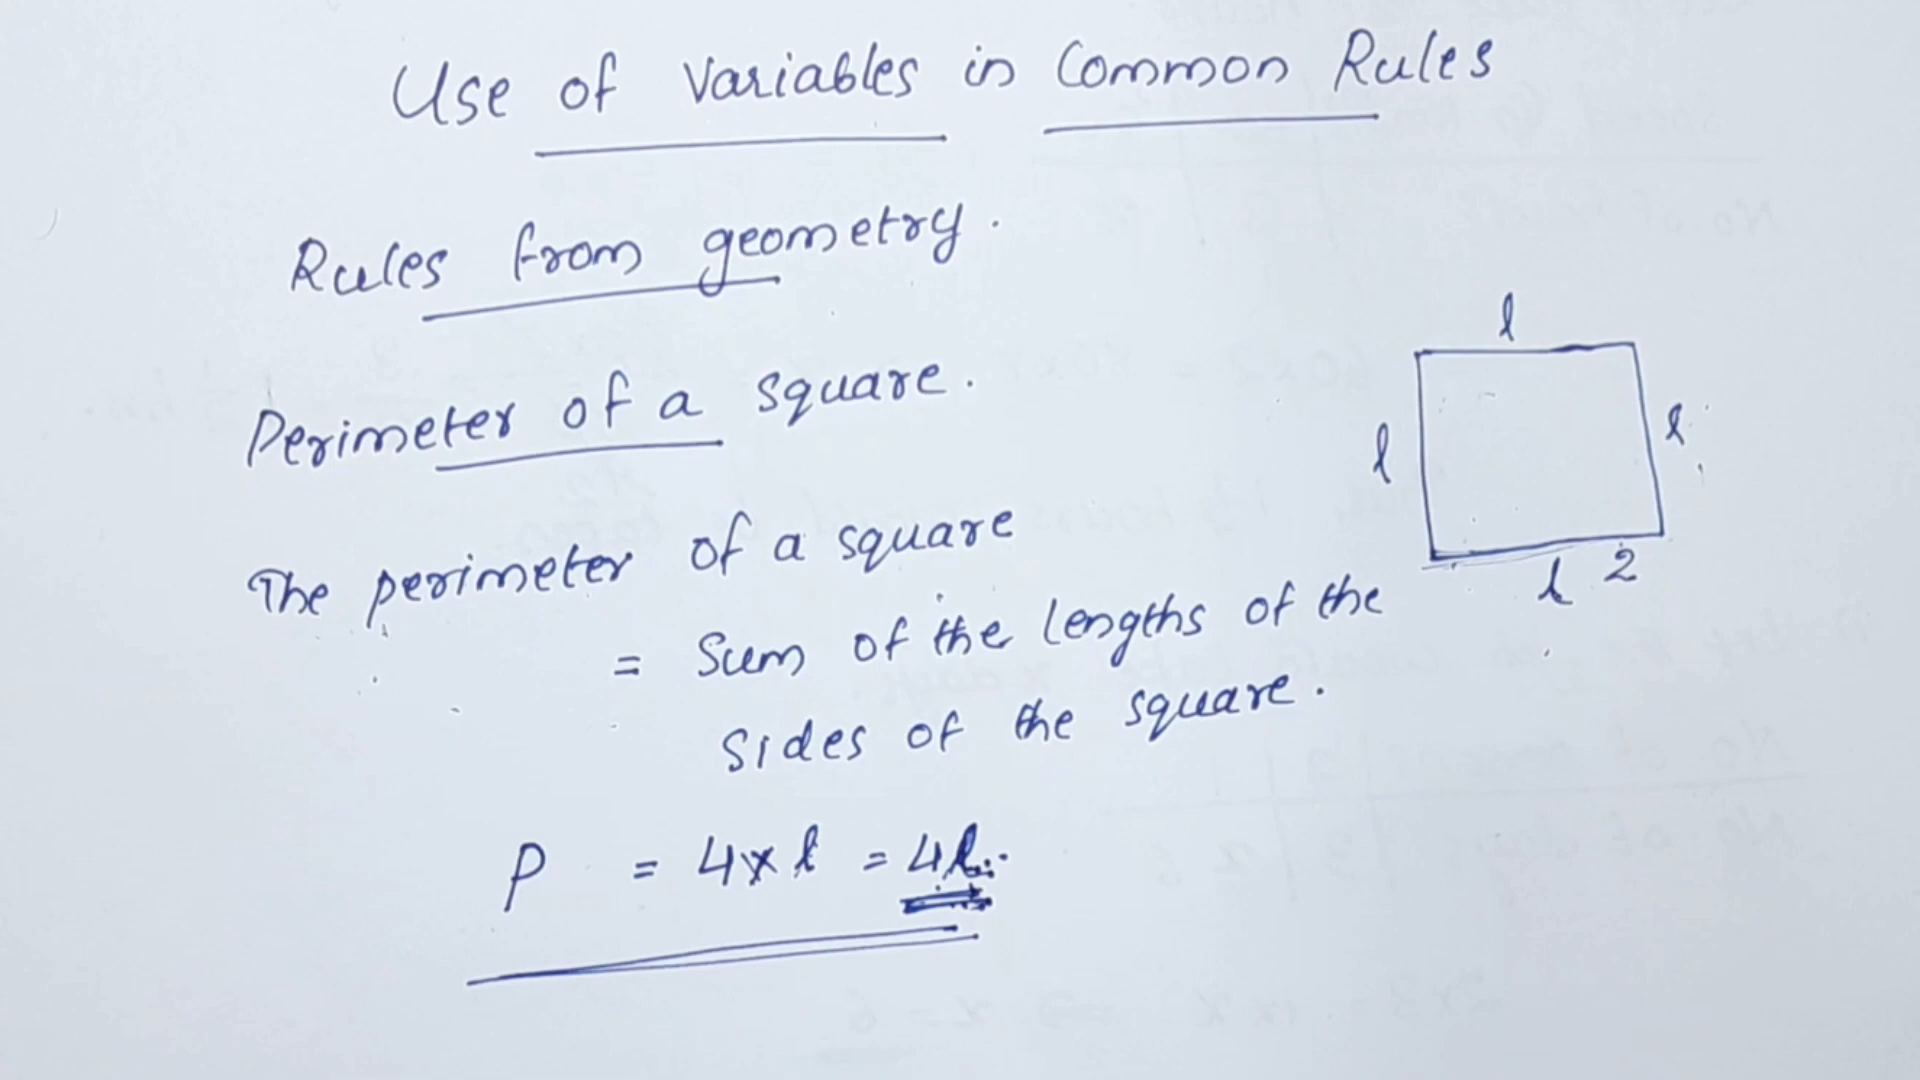 Use of Variables in Common Rules
Rules from geometry.
Perimeter of a square.
l
l
l
l 2
The perimeter of a square
= Sum of the lengths of the
sides of the square.
P = 4×l = 4l.